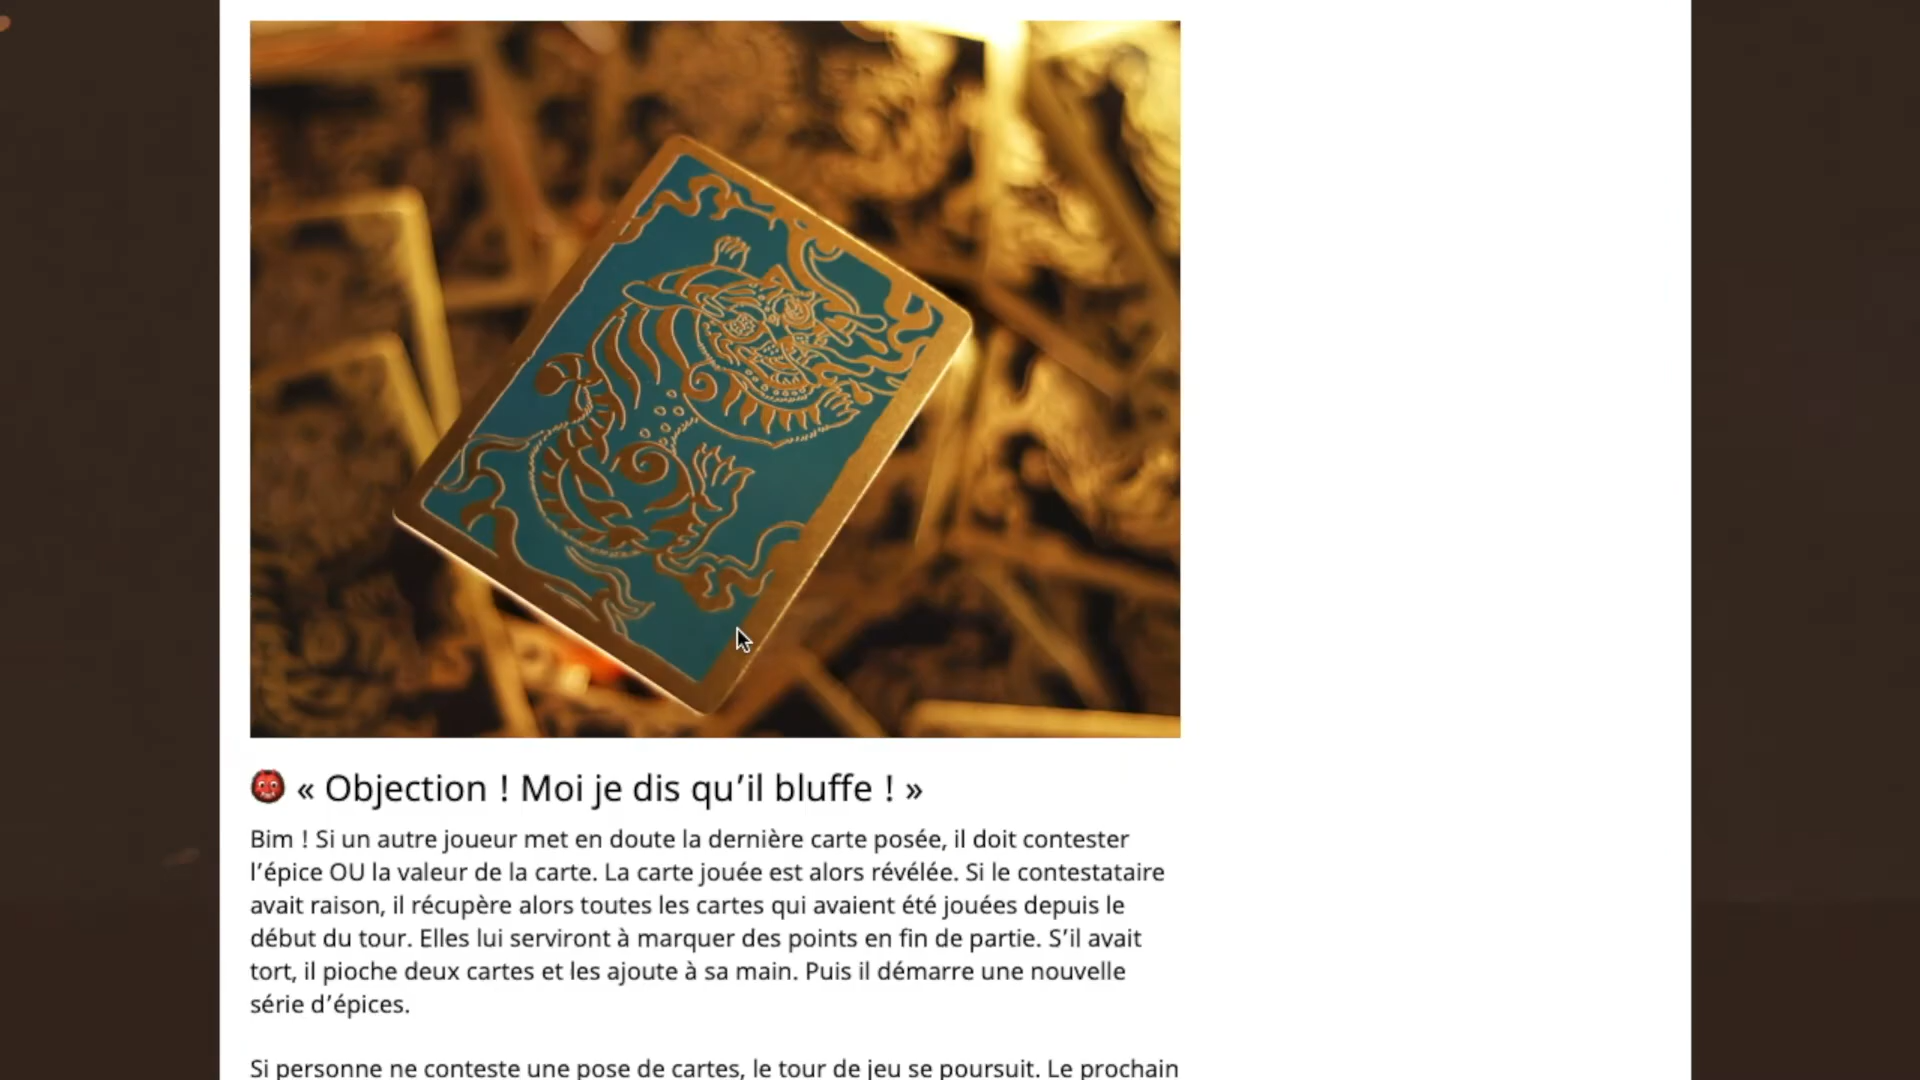 « Objection ! Moi je dis qu’il bluffe ! »
Bim ! Si un autre joueur met en doute la dernière carte posée, il doit contester
l’épice OU la valeur de la carte. La carte jouée est alors révélée. Si le contestataire
avait raison, il récupère alors toutes les cartes qui avaient été jouées depuis le
début du tour. Elles lui serviront à marquer des points en fin de partie. S’il avait
tort, il pioche deux cartes et les ajoute à sa main. Puis il démarre une nouvelle
série d’épices.
Si personne ne conteste une pose de cartes, le tour de jeu se poursuit. Le prochain